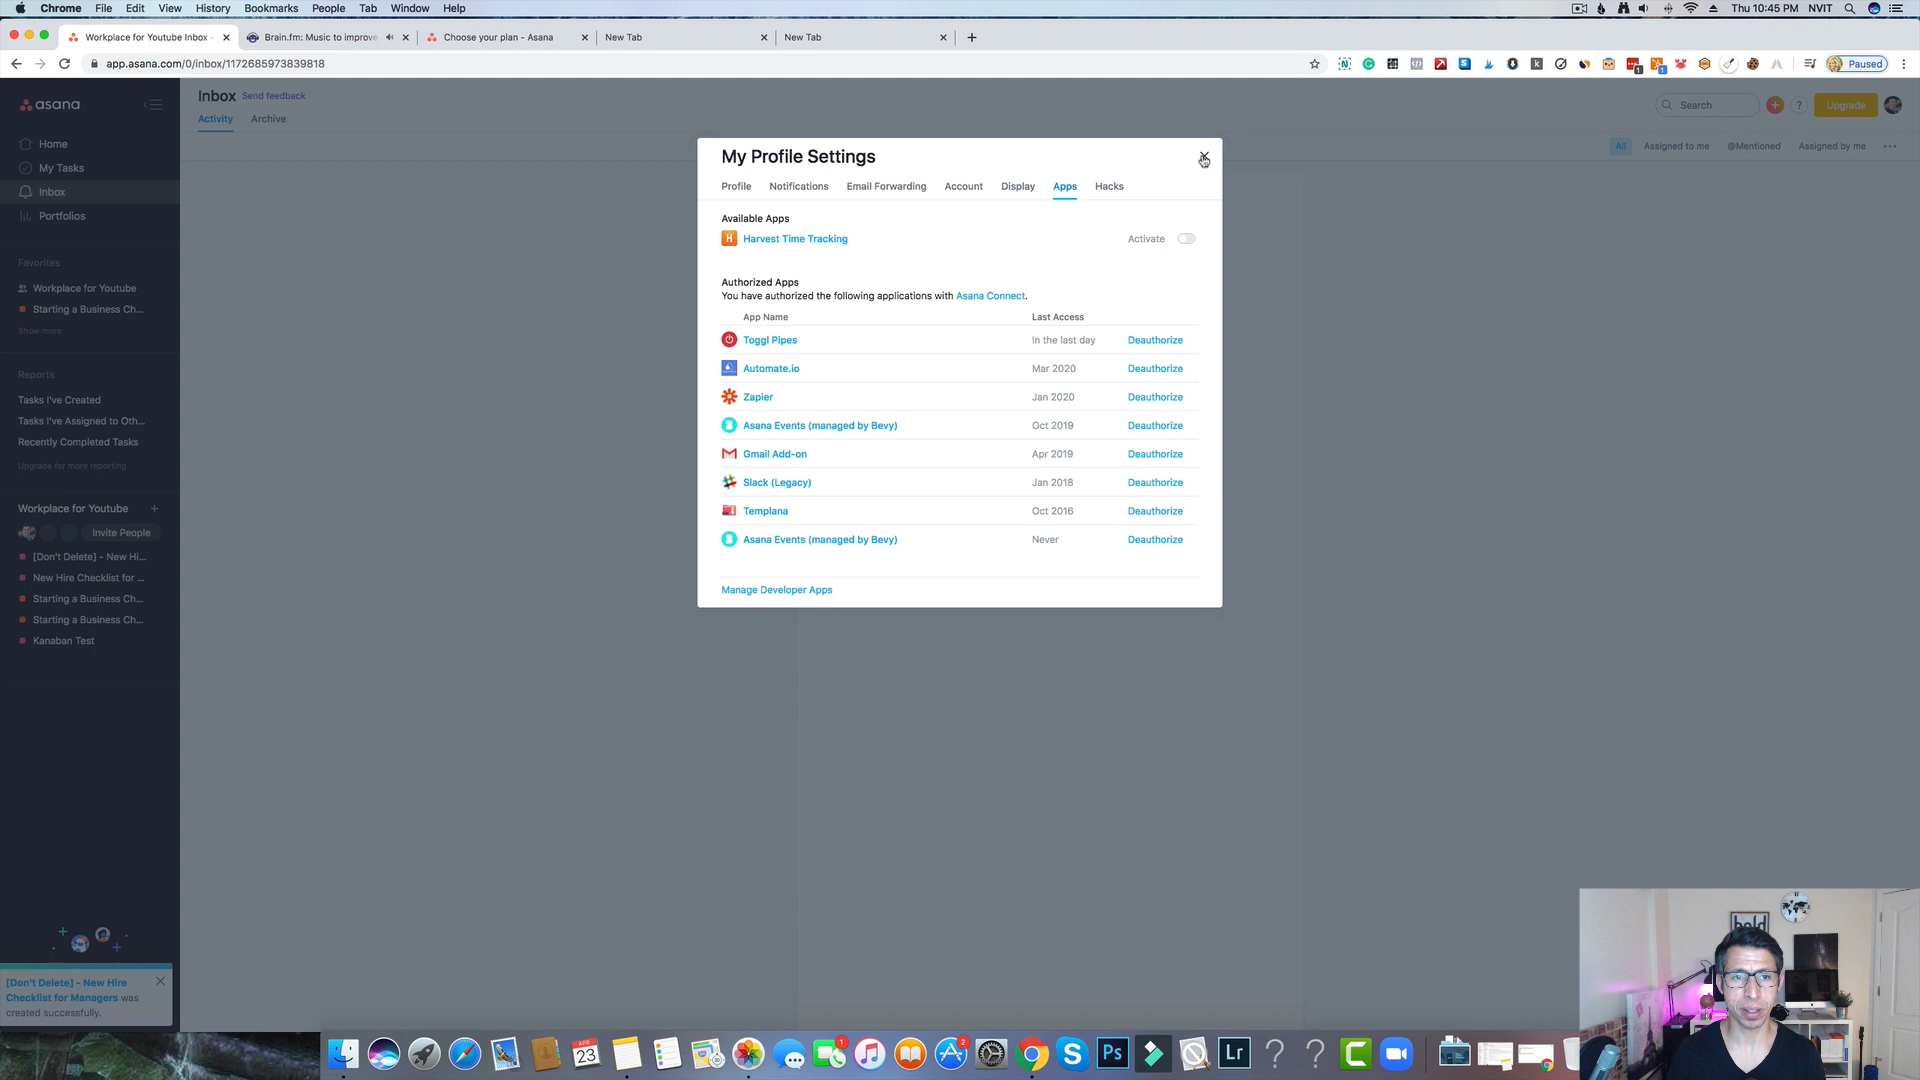 Chrome File Edit View History Bookmarks People Tab Window Help
Thu 10:45 PM NVIT
Workplace for Youtube Inbox -
Brain.fm: Music to improve
Choose your plan - Asana
New Tab
New Tab
app.asana.com/0/inbox/1172685973839818
Paused
asana
Home
My Tasks
Inbox
Portfolios
Favorites
Workplace for Youtube
Starting a Business Ch...
Show more
Reports
Tasks I've Created
Tasks I've Assigned to Oth...
Recently Completed Tasks
Upgrade for more reporting
Workplace for Youtube +
Invite People
[Don't Delete] - New Hi...
New Hire Checklist for ...
Starting a Business Ch...
Starting a Business Ch...
Kanaban Test
[Don't Delete] - New Hire
Checklist for Managers was
created successfully.
Inbox Send feedback
Activity Archive
Search
?
Upgrade
All Assigned to me @Mentioned Assigned by me
My Profile Settings
Profile Notifications Email Forwarding Account Display Apps Hacks
Available Apps
H Harvest Time Tracking Activate
Authorized Apps
You have authorized the following applications with Asana Connect.
App Name Last Access
Toggl Pipes In the last day Deauthorize
Automate.io Mar 2020 Deauthorize
Zapier Jan 2020 Deauthorize
Asana Events (managed by Bevy) Oct 2019 Deauthorize
Gmail Add-on Apr 2019 Deauthorize
Slack (Legacy) Jan 2018 Deauthorize
Templana Oct 2016 Deauthorize
Asana Events (managed by Bevy) Never Deauthorize
Manage Developer Apps
bold
APR
23
1
2
Ps
Lr
? ?
C